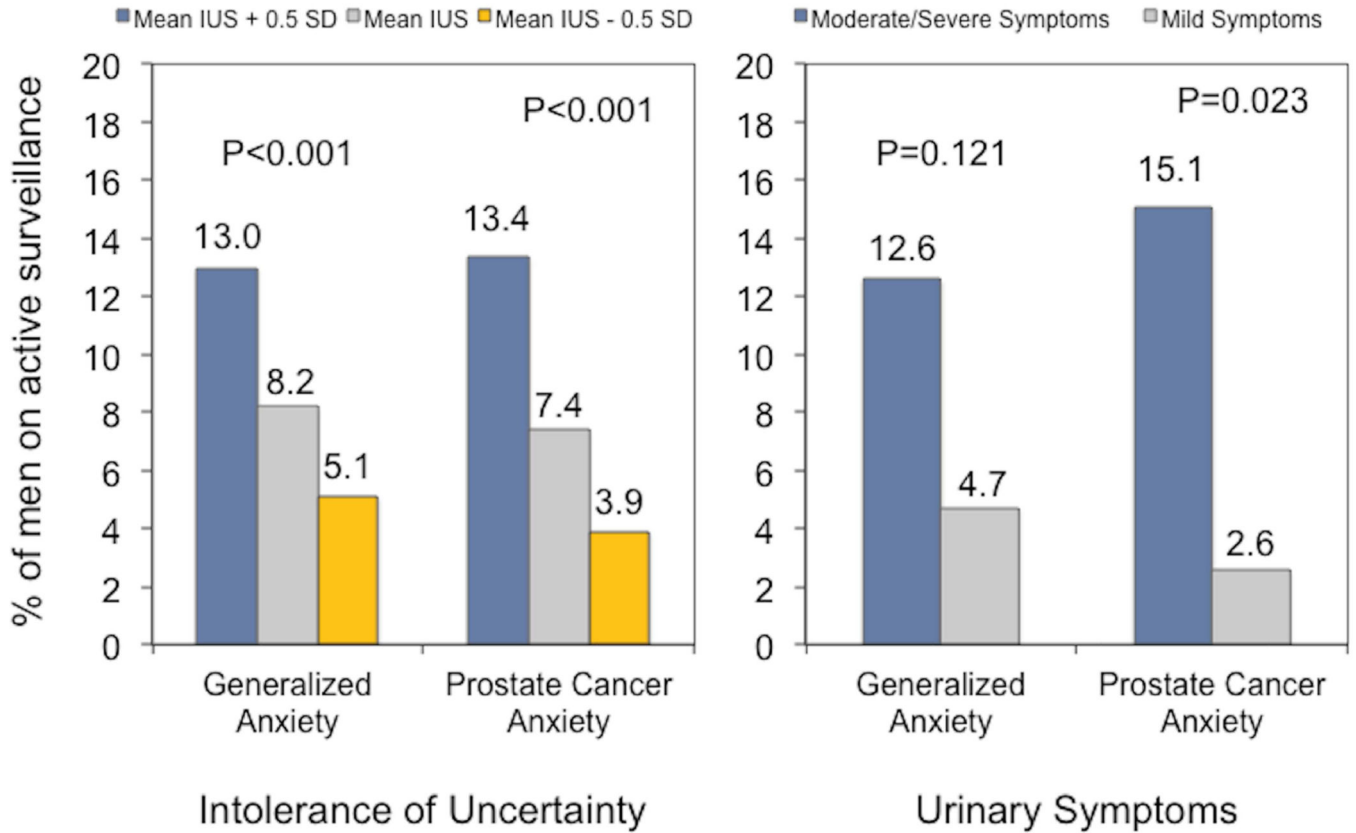 Mean IUS + 0.5 SD Mean IUS Mean IUS - 0.5 SD
% of men on active surveillance
20
18
16
14
12
10
8
6
4
2
0
P<0.001
P<0.001
13.0
8.2
5.1
13.4
7.4
3.9
Generalized
Anxiety
Prostate Cancer
Anxiety
Intolerance of Uncertainty
Moderate/Severe Symptoms Mild Symptoms
20
18
16
14
12
10
8
6
4
2
0
P=0.121
P=0.023
12.6
4.7
15.1
2.6
Generalized
Anxiety
Prostate Cancer
Anxiety
Urinary Symptoms